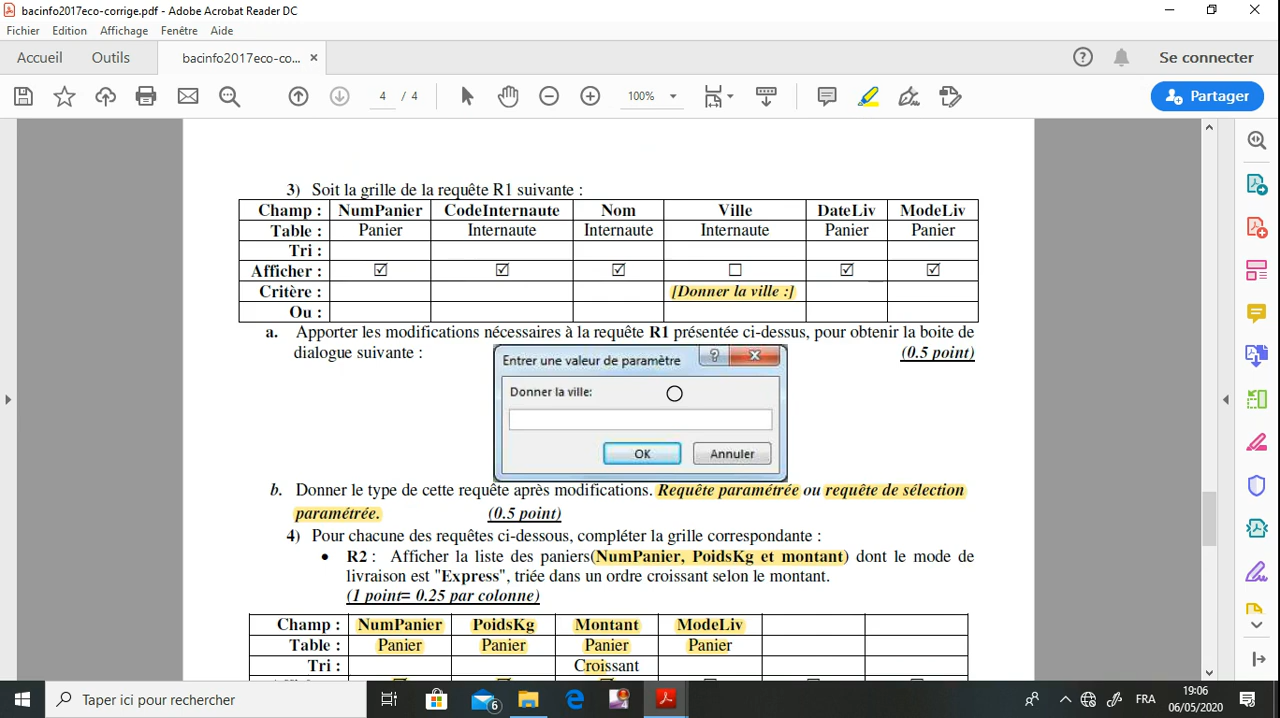 bacinfo2017eco-corrige.pdf - Adobe Acrobat Reader DC
Fichier Edition Affichage Fenêtre Aide
Accueil Outils bacinfo2017eco-co... × Se connecter
4 / 4 100% Partager
3) Soit la grille de la requête R1 suivante :
Champ : NumPanier CodeInternaute Nom Ville DateLiv ModeLiv
Table : Panier Internaute Internaute Internaute Panier Panier
Tri :
Afficher : ☑ ☑ ☑ ☐ ☑ ☑
Critère : [Donner la ville :]
Ou :
a. Apporter les modifications nécessaires à la requête R1 présentée ci-dessus, pour obtenir la boite de
dialogue suivante : (0.5 point)
Entrer une valeur de paramètre
Donner la ville:
OK Annuler
b. Donner le type de cette requête après modifications. Requête paramétrée ou requête de sélection
paramétrée. (0.5 point)
4) Pour chacune des requêtes ci-dessous, compléter la grille correspondante :
• R2 : Afficher la liste des paniers(NumPanier, PoidsKg et montant) dont le mode de
livraison est "Express", triée dans un ordre croissant selon le montant.
(1 point= 0.25 par colonne)
Champ : NumPanier PoidsKg Montant ModeLiv
Table : Panier Panier Panier Panier
Tri : Croissant
Taper ici pour rechercher 6 FRA 19:06
06/05/2020